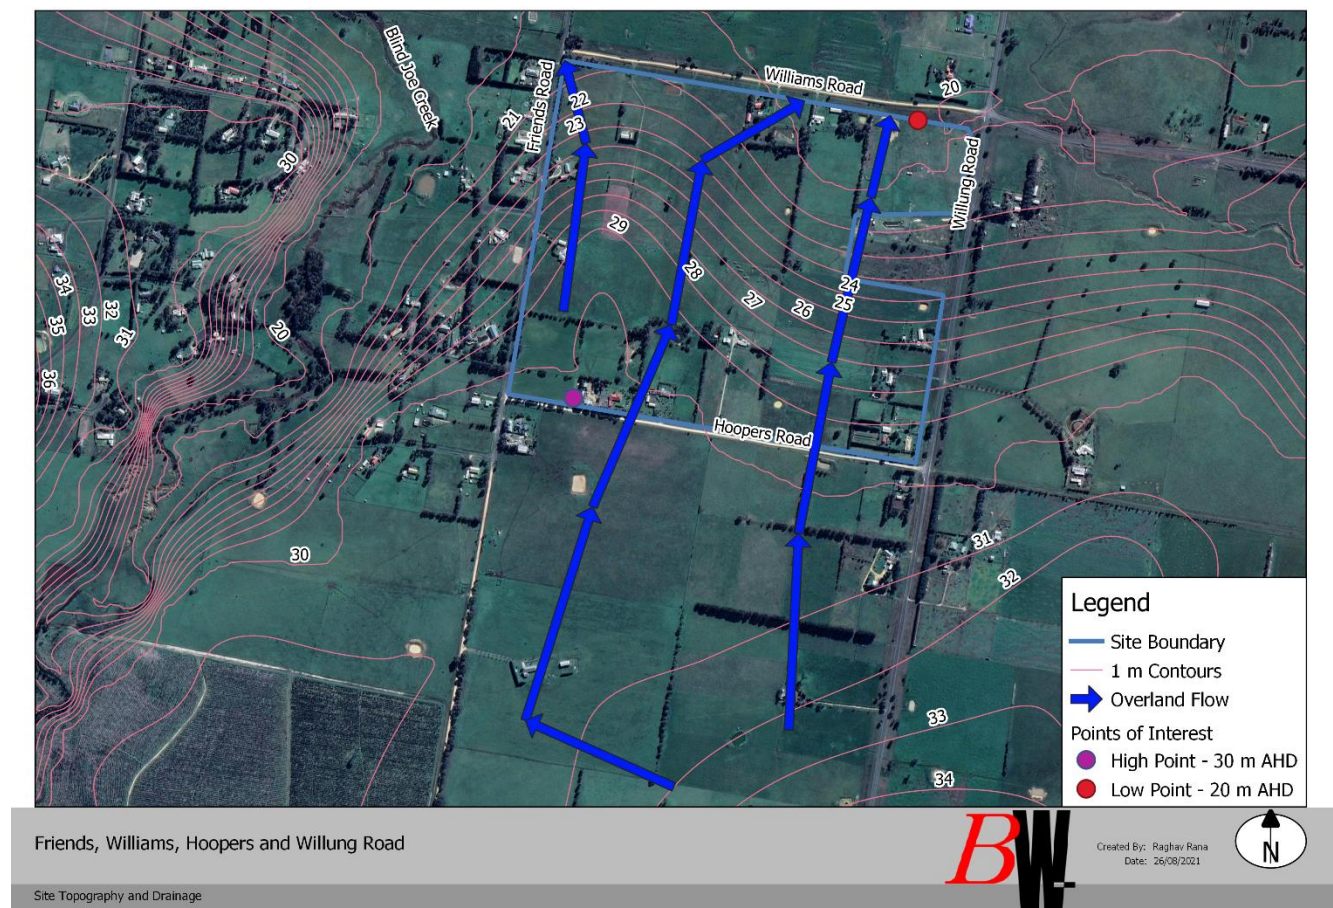 Williams Road
20
Blind Joe Creek
Friends Road
22
21
23
30
Willung Road
29
28
24
34
32
27
25
33
26
35
31
20
36
Hoopers Road
30
31
32
33
34
Legend
Site Boundary
1 m Contours
Overland Flow
Points of Interest
High Point - 30 m AHD
Low Point - 20 m AHD
Friends, Williams, Hoopers and Willung Road
Site Topography and Drainage
BW
Created By: Raghav Rana
Date: 26/08/2021
N